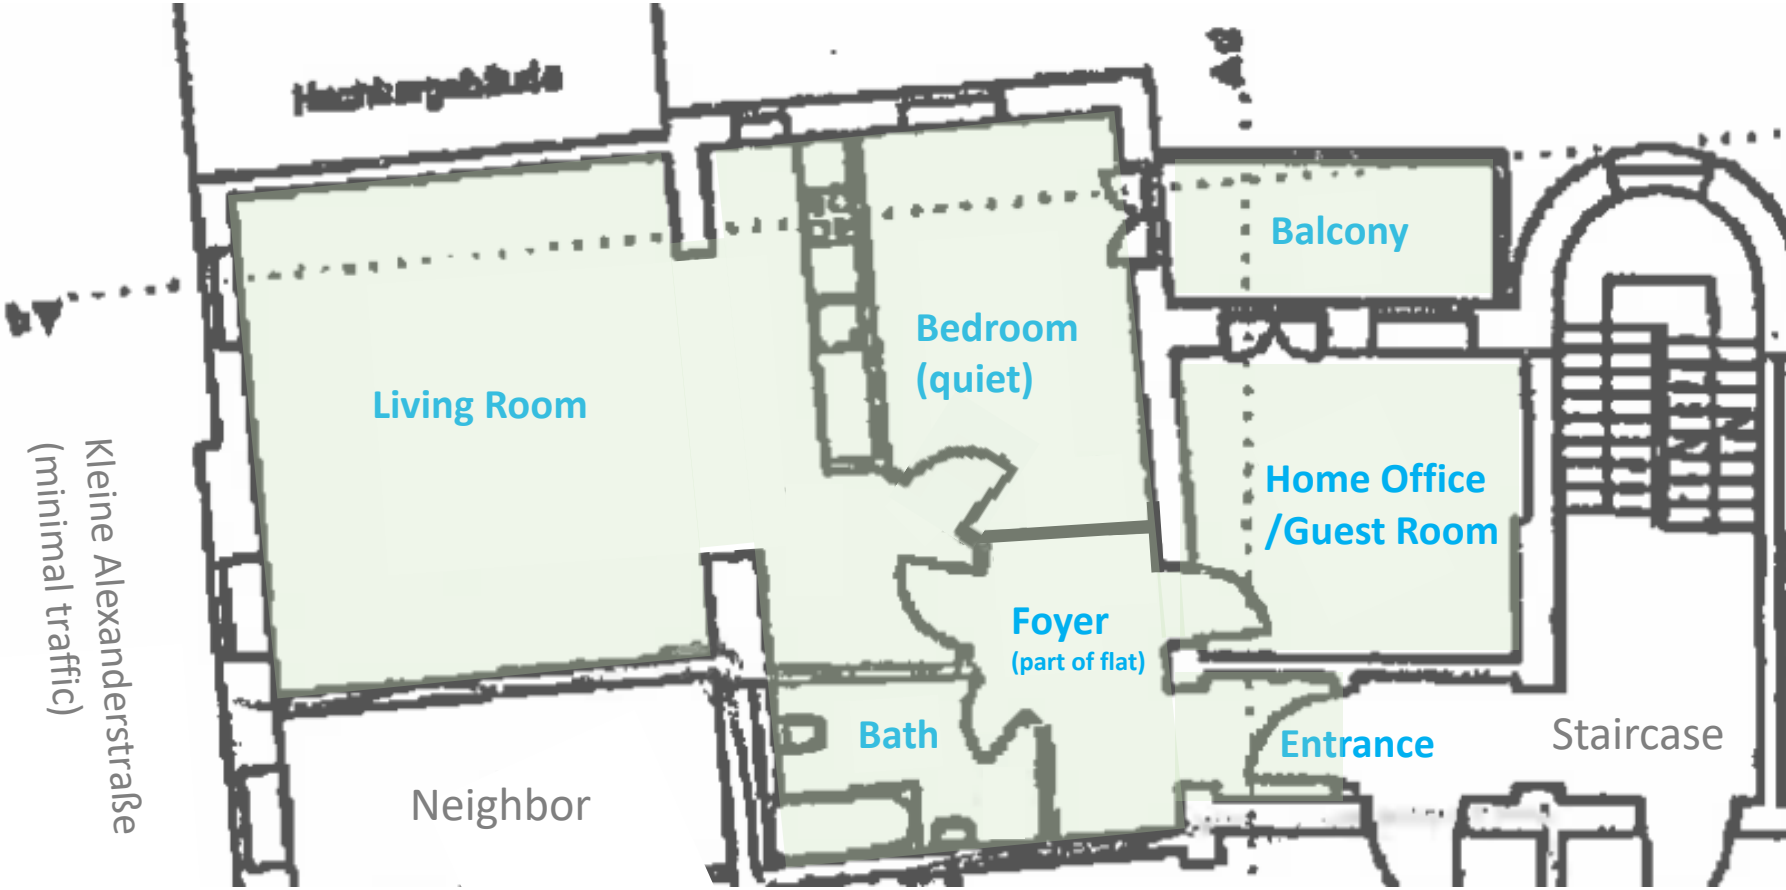 Balcony
Bedroom
(quiet)
Living Room
Home Office
/Guest Room
Kleine Alexanderstraße
(minimal traffic)
Foyer
(part of flat)
Bath
Entrance
Staircase
Neighbor